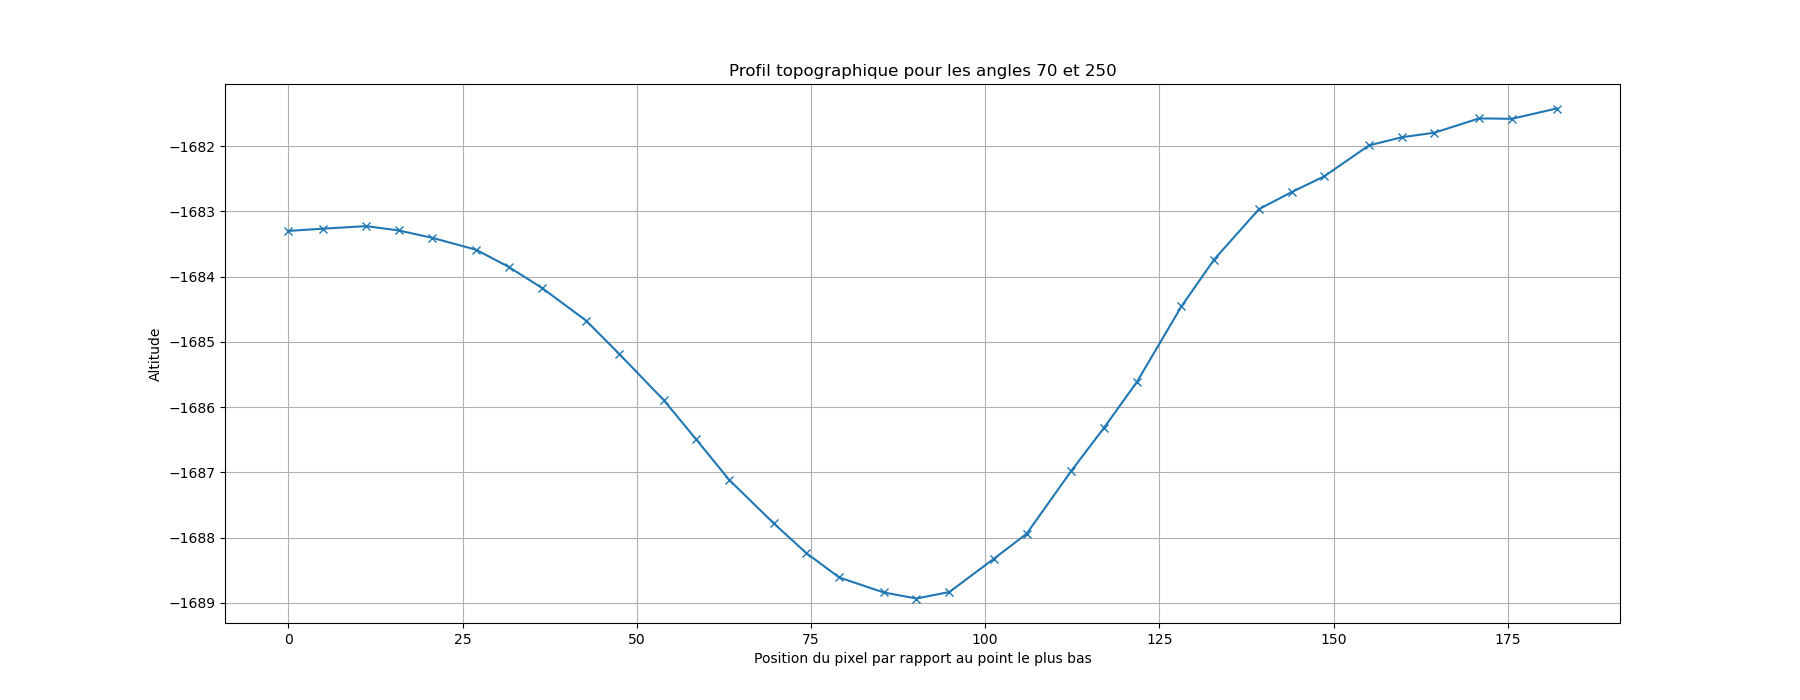 Profil topographique pour les angles 70 et 250
Altitude
−1682
−1683
−1684
−1685
−1686
−1687
−1688
−1689
0 25 50 75 100 125 150 175
Position du pixel par rapport au point le plus bas